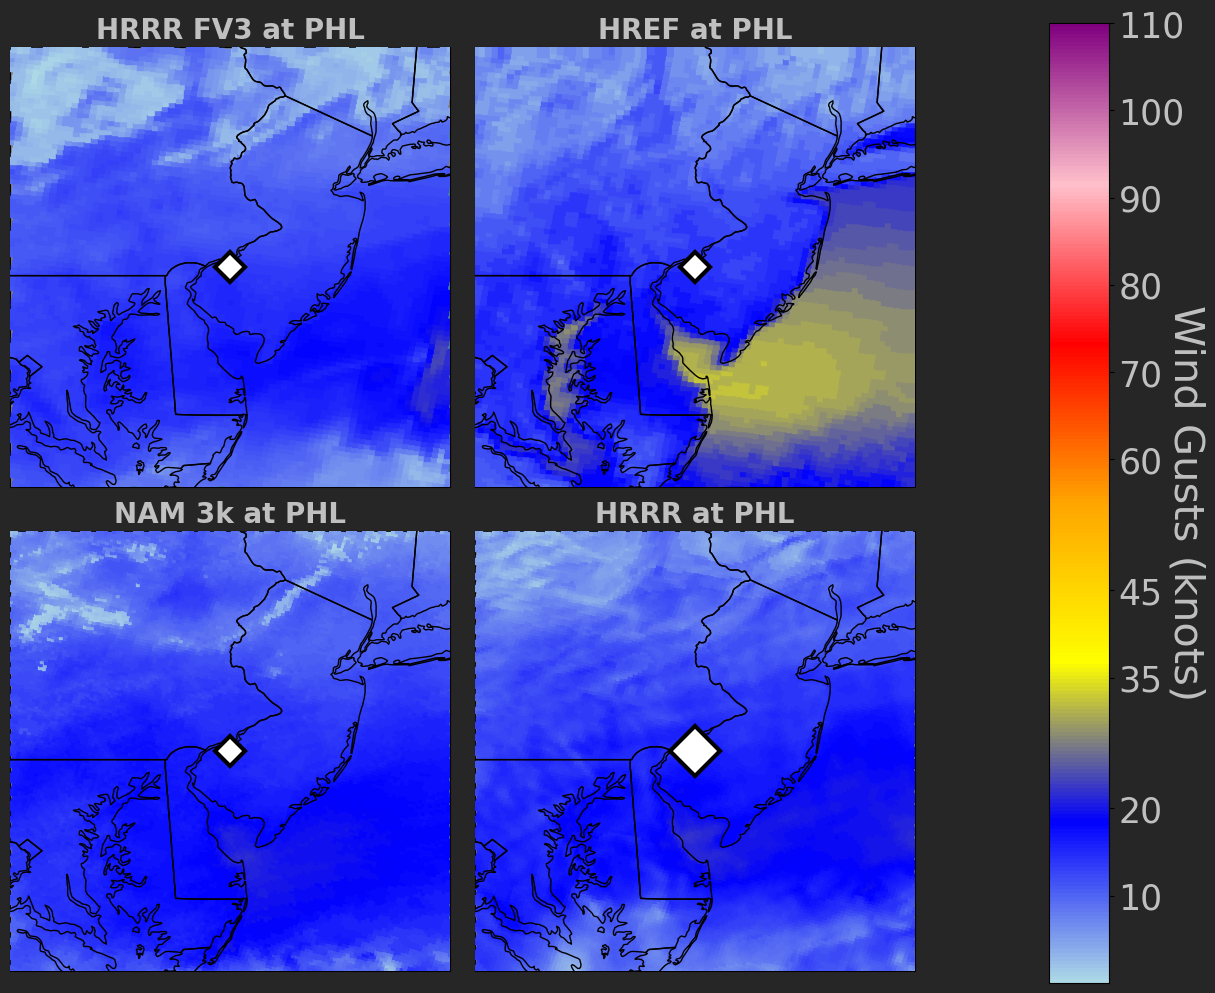 HRRR FV3 at PHL
HREF at PHL
NAM 3k at PHL
HRRR at PHL
110
100
90
80
70
60
45
35
20
10
Wind Gusts (knots)